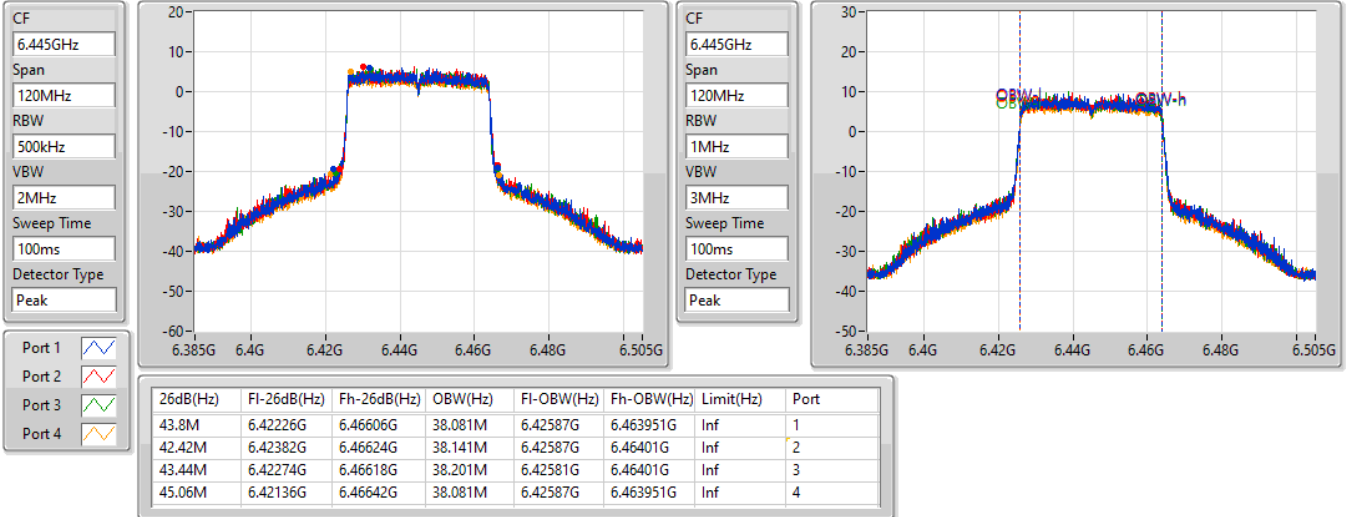 CF
6.445GHz
Span
120MHz
RBW
500kHz
VBW
2MHz
Sweep Time
100ms
Detector Type
Peak
20
10
0
-10
-20
-30
-40
-50
-60
6.385G 6.4G 6.42G 6.44G 6.46G 6.48G 6.505G
CF
6.445GHz
Span
120MHz
RBW
1MHz
VBW
3MHz
Sweep Time
100ms
Detector Type
Peak
30
20
10
0
-10
-20
-30
-40
-50
OBW-h
6.385G 6.4G 6.42G 6.44G 6.46G 6.48G 6.505G
Port 1
Port 2
Port 3
Port 4
26dB(Hz) Fl-26dB(Hz) Fh-26dB(Hz) OBW(Hz) Fl-OBW(Hz) Fh-OBW(Hz) Limit(Hz) Port
43.8M 6.42226G 6.46606G 38.081M 6.42587G 6.463951G Inf 1
42.42M 6.42382G 6.46624G 38.141M 6.42587G 6.46401G Inf 2
43.44M 6.42274G 6.46618G 38.201M 6.42581G 6.46401G Inf 3
45.06M 6.42136G 6.46642G 38.081M 6.42587G 6.463951G Inf 4